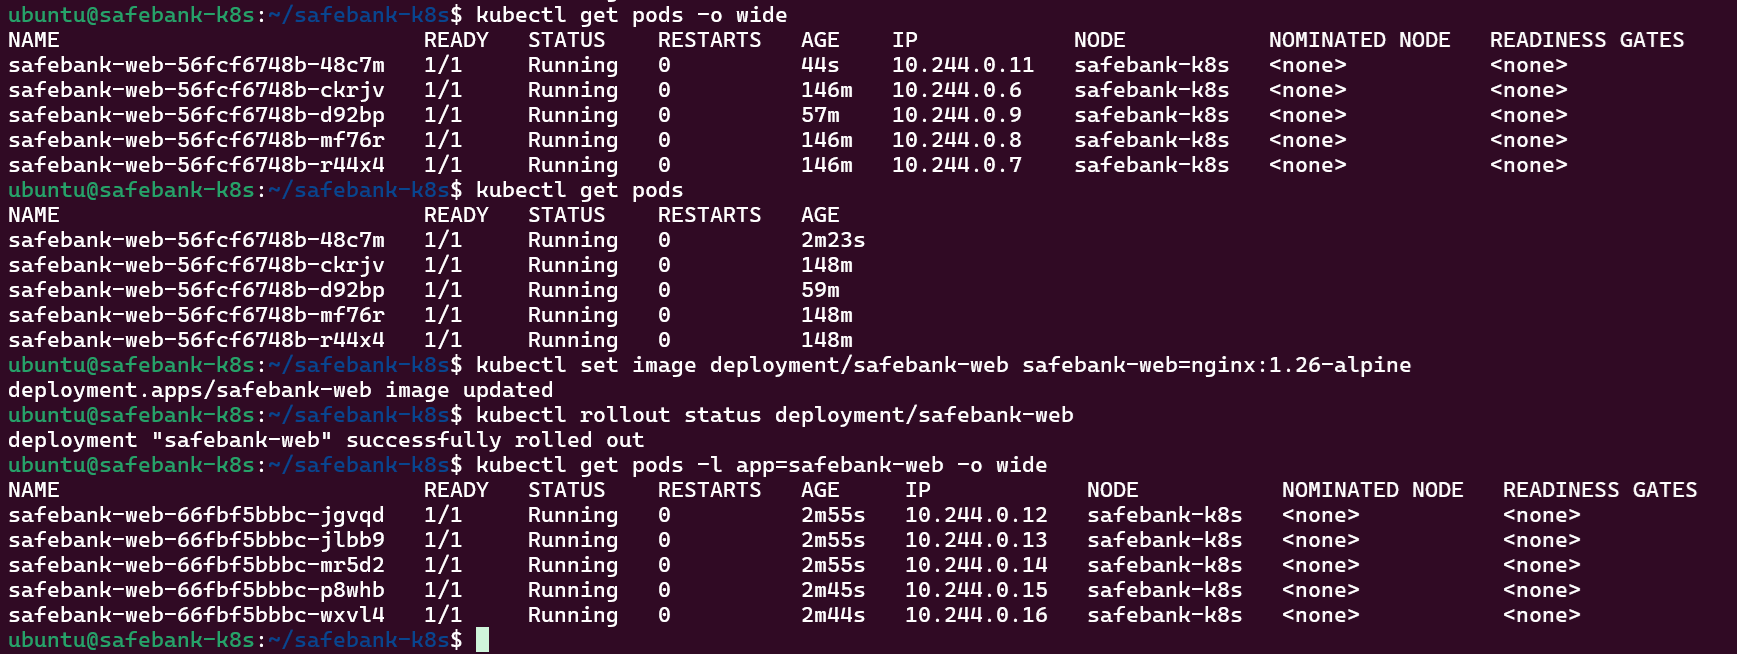 ubuntu@safebank-k8s:~/safebank-k8s$ kubectl get pods -o wide
NAME                            READY   STATUS    RESTARTS   AGE    IP            NODE           NOMINATED NODE   READINESS GATES
safebank-web-56fcf6748b-48c7m   1/1     Running   0          44s    10.244.0.11   safebank-k8s   <none>           <none>
safebank-web-56fcf6748b-ckrjv   1/1     Running   0          146m   10.244.0.6    safebank-k8s   <none>           <none>
safebank-web-56fcf6748b-d92bp   1/1     Running   0          57m    10.244.0.9    safebank-k8s   <none>           <none>
safebank-web-56fcf6748b-mf76r   1/1     Running   0          146m   10.244.0.8    safebank-k8s   <none>           <none>
safebank-web-56fcf6748b-r44x4   1/1     Running   0          146m   10.244.0.7    safebank-k8s   <none>           <none>
ubuntu@safebank-k8s:~/safebank-k8s$ kubectl get pods
NAME                            READY   STATUS    RESTARTS   AGE
safebank-web-56fcf6748b-48c7m   1/1     Running   0          2m23s
safebank-web-56fcf6748b-ckrjv   1/1     Running   0          148m
safebank-web-56fcf6748b-d92bp   1/1     Running   0          59m
safebank-web-56fcf6748b-mf76r   1/1     Running   0          148m
safebank-web-56fcf6748b-r44x4   1/1     Running   0          148m
ubuntu@safebank-k8s:~/safebank-k8s$ kubectl set image deployment/safebank-web safebank-web=nginx:1.26-alpine
deployment.apps/safebank-web image updated
ubuntu@safebank-k8s:~/safebank-k8s$ kubectl rollout status deployment/safebank-web
deployment "safebank-web" successfully rolled out
ubuntu@safebank-k8s:~/safebank-k8s$ kubectl get pods -l app=safebank-web -o wide
NAME                            READY   STATUS    RESTARTS   AGE     IP            NODE           NOMINATED NODE   READINESS GATES
safebank-web-66fbf5bbbc-jgvqd   1/1     Running   0          2m55s   10.244.0.12   safebank-k8s   <none>           <none>
safebank-web-66fbf5bbbc-jlbb9   1/1     Running   0          2m55s   10.244.0.13   safebank-k8s   <none>           <none>
safebank-web-66fbf5bbbc-mr5d2   1/1     Running   0          2m55s   10.244.0.14   safebank-k8s   <none>           <none>
safebank-web-66fbf5bbbc-p8whb   1/1     Running   0          2m45s   10.244.0.15   safebank-k8s   <none>           <none>
safebank-web-66fbf5bbbc-wxvl4   1/1     Running   0          2m44s   10.244.0.16   safebank-k8s   <none>           <none>
ubuntu@safebank-k8s:~/safebank-k8s$